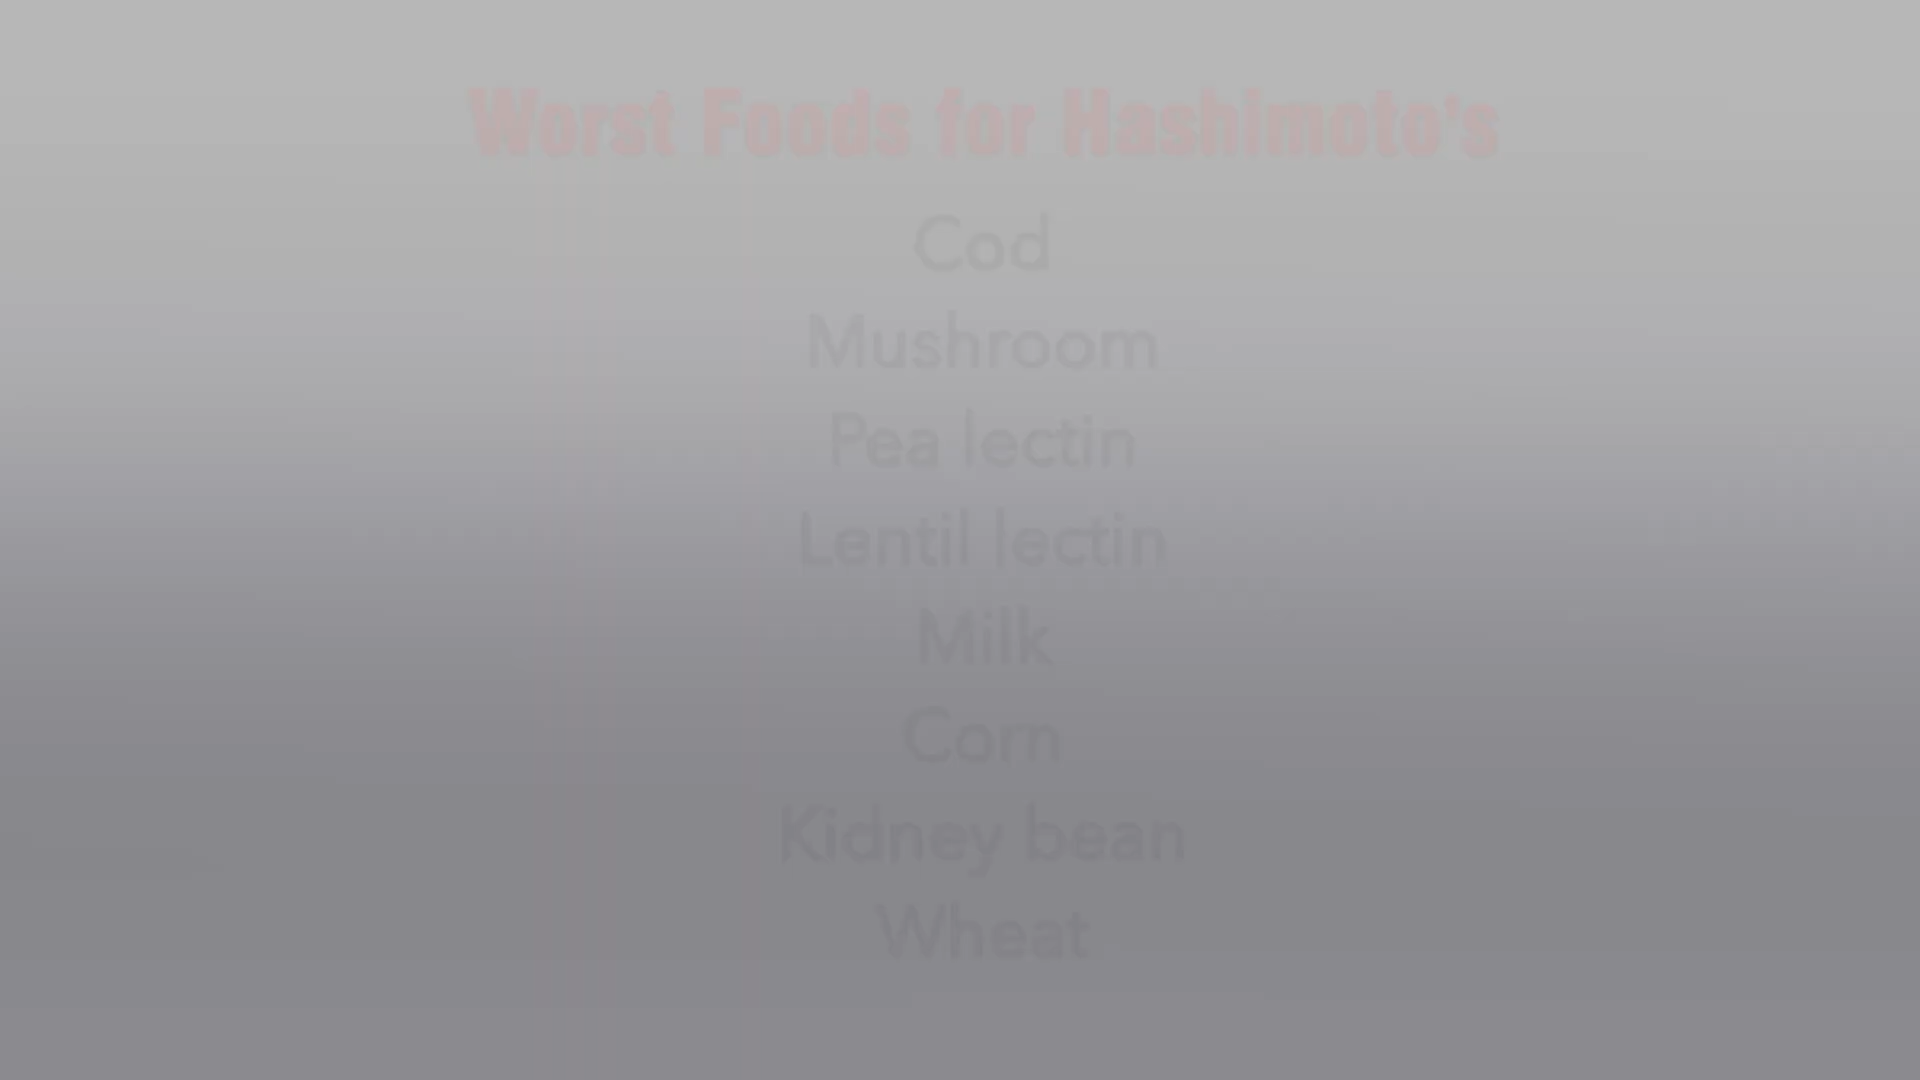 Worst Foods for Hashimoto's
Cod
Mushroom
Pea lectin
Lentil lectin
Milk
Corn
Kidney bean
Wheat